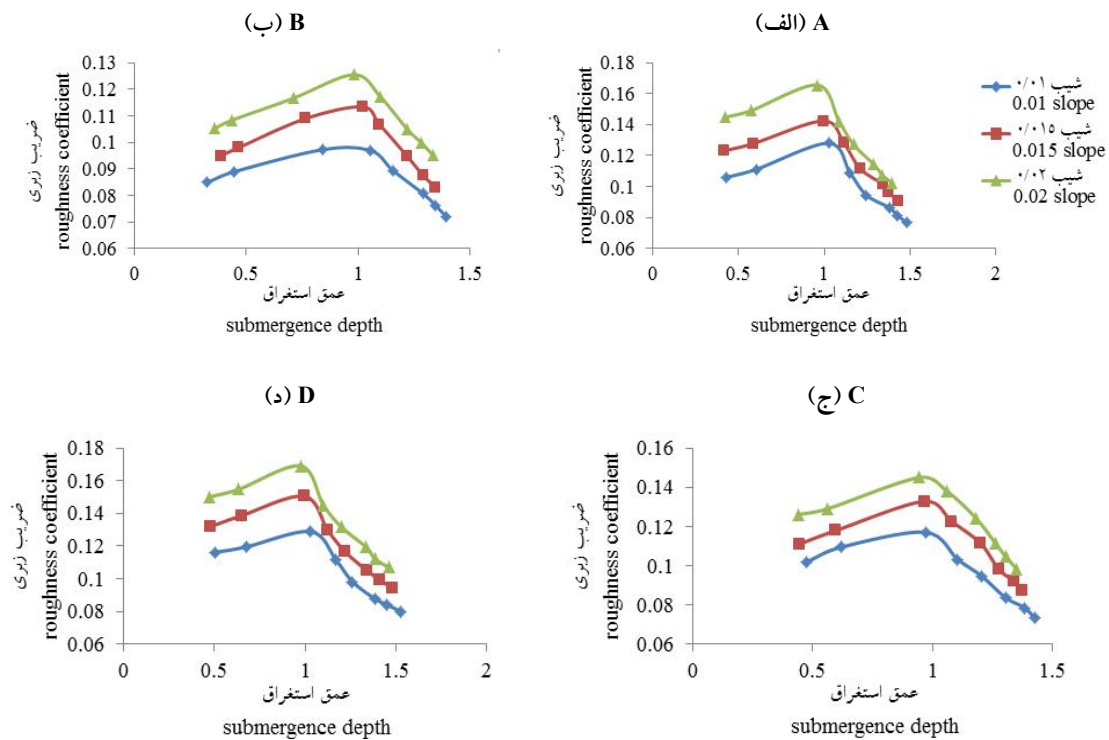 B (ب)
0.13
0.12
0.11
0.1
0.09
0.08
0.07
0.06
ضریب زبری
roughness coefficient
0 0.5 1 1.5
عمق استغراق
submergence depth
A (الف)
0.18
0.16
0.14
0.12
0.1
0.08
0.06
ضریب زبری
roughness coefficient
0 0.5 1 1.5 2
عمق استغراق
submergence depth
شیب ۰/۰۱
0.01 slope
شیب ۰/۰۱۵
0.015 slope
شیب ۰/۰۲
0.02 slope
D (د)
0.18
0.16
0.14
0.12
0.1
0.08
0.06
ضریب زبری
roughness coefficient
0 0.5 1 1.5 2
عمق استغراق
submergence depth
C (ج)
0.16
0.14
0.12
0.1
0.08
0.06
ضریب زبری
roughness coefficient
0 0.5 1 1.5
عمق استغراق
submergence depth